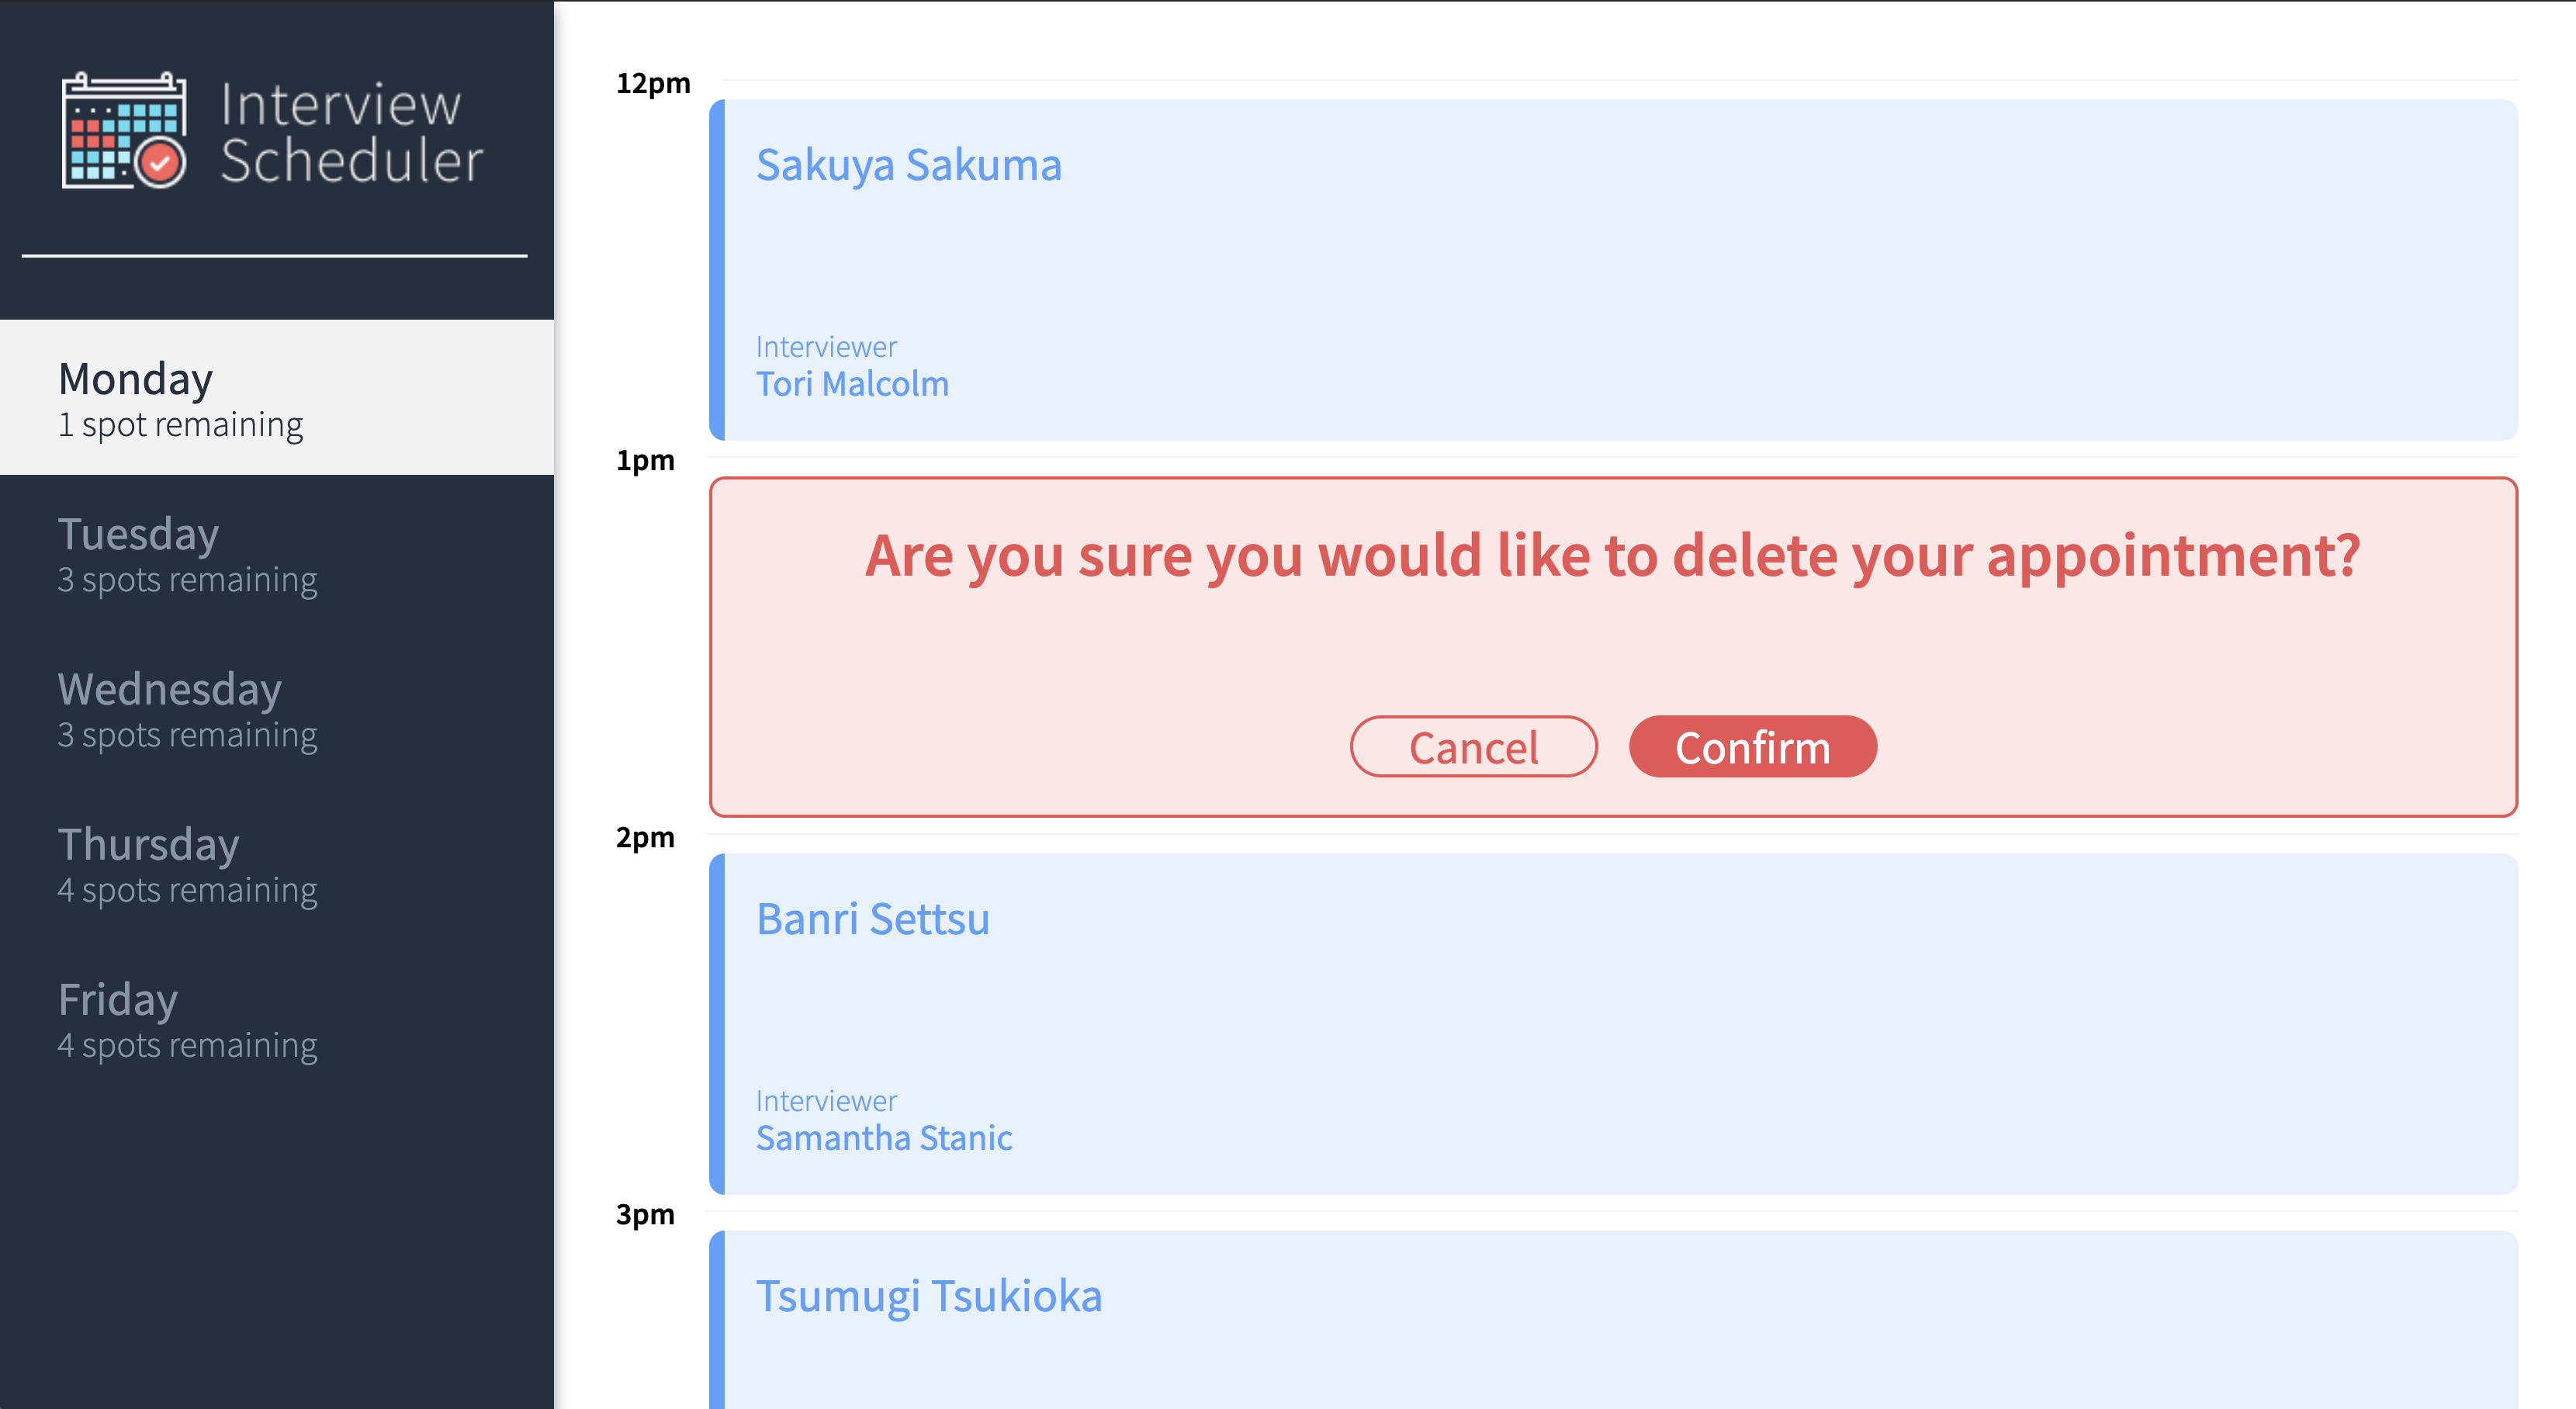 Interview
Scheduler
Monday
1 spot remaining
Tuesday
3 spots remaining
Wednesday
3 spots remaining
Thursday
4 spots remaining
Friday
4 spots remaining
12pm
Sakuya Sakuma
Interviewer
Tori Malcolm
1pm
Are you sure you would like to delete your appointment?
Cancel
Confirm
2pm
Banri Settsu
Interviewer
Samantha Stanic
3pm
Tsumugi Tsukioka